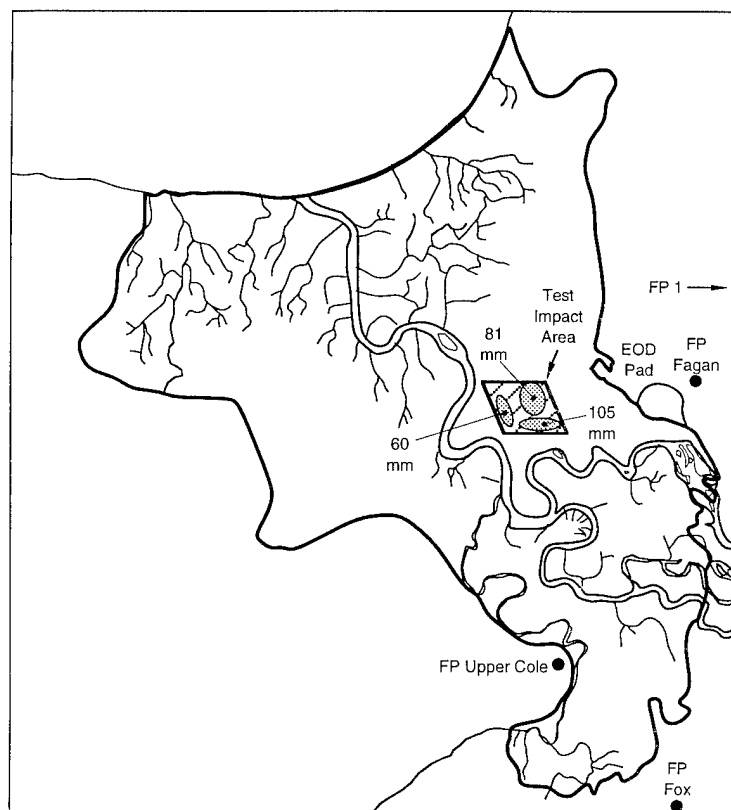 FP 1
Test
Impact
Area
81
mm
EOD
Pad
FP
Fagan
105
mm
60
mm
FP Upper Cole
FP
Fox